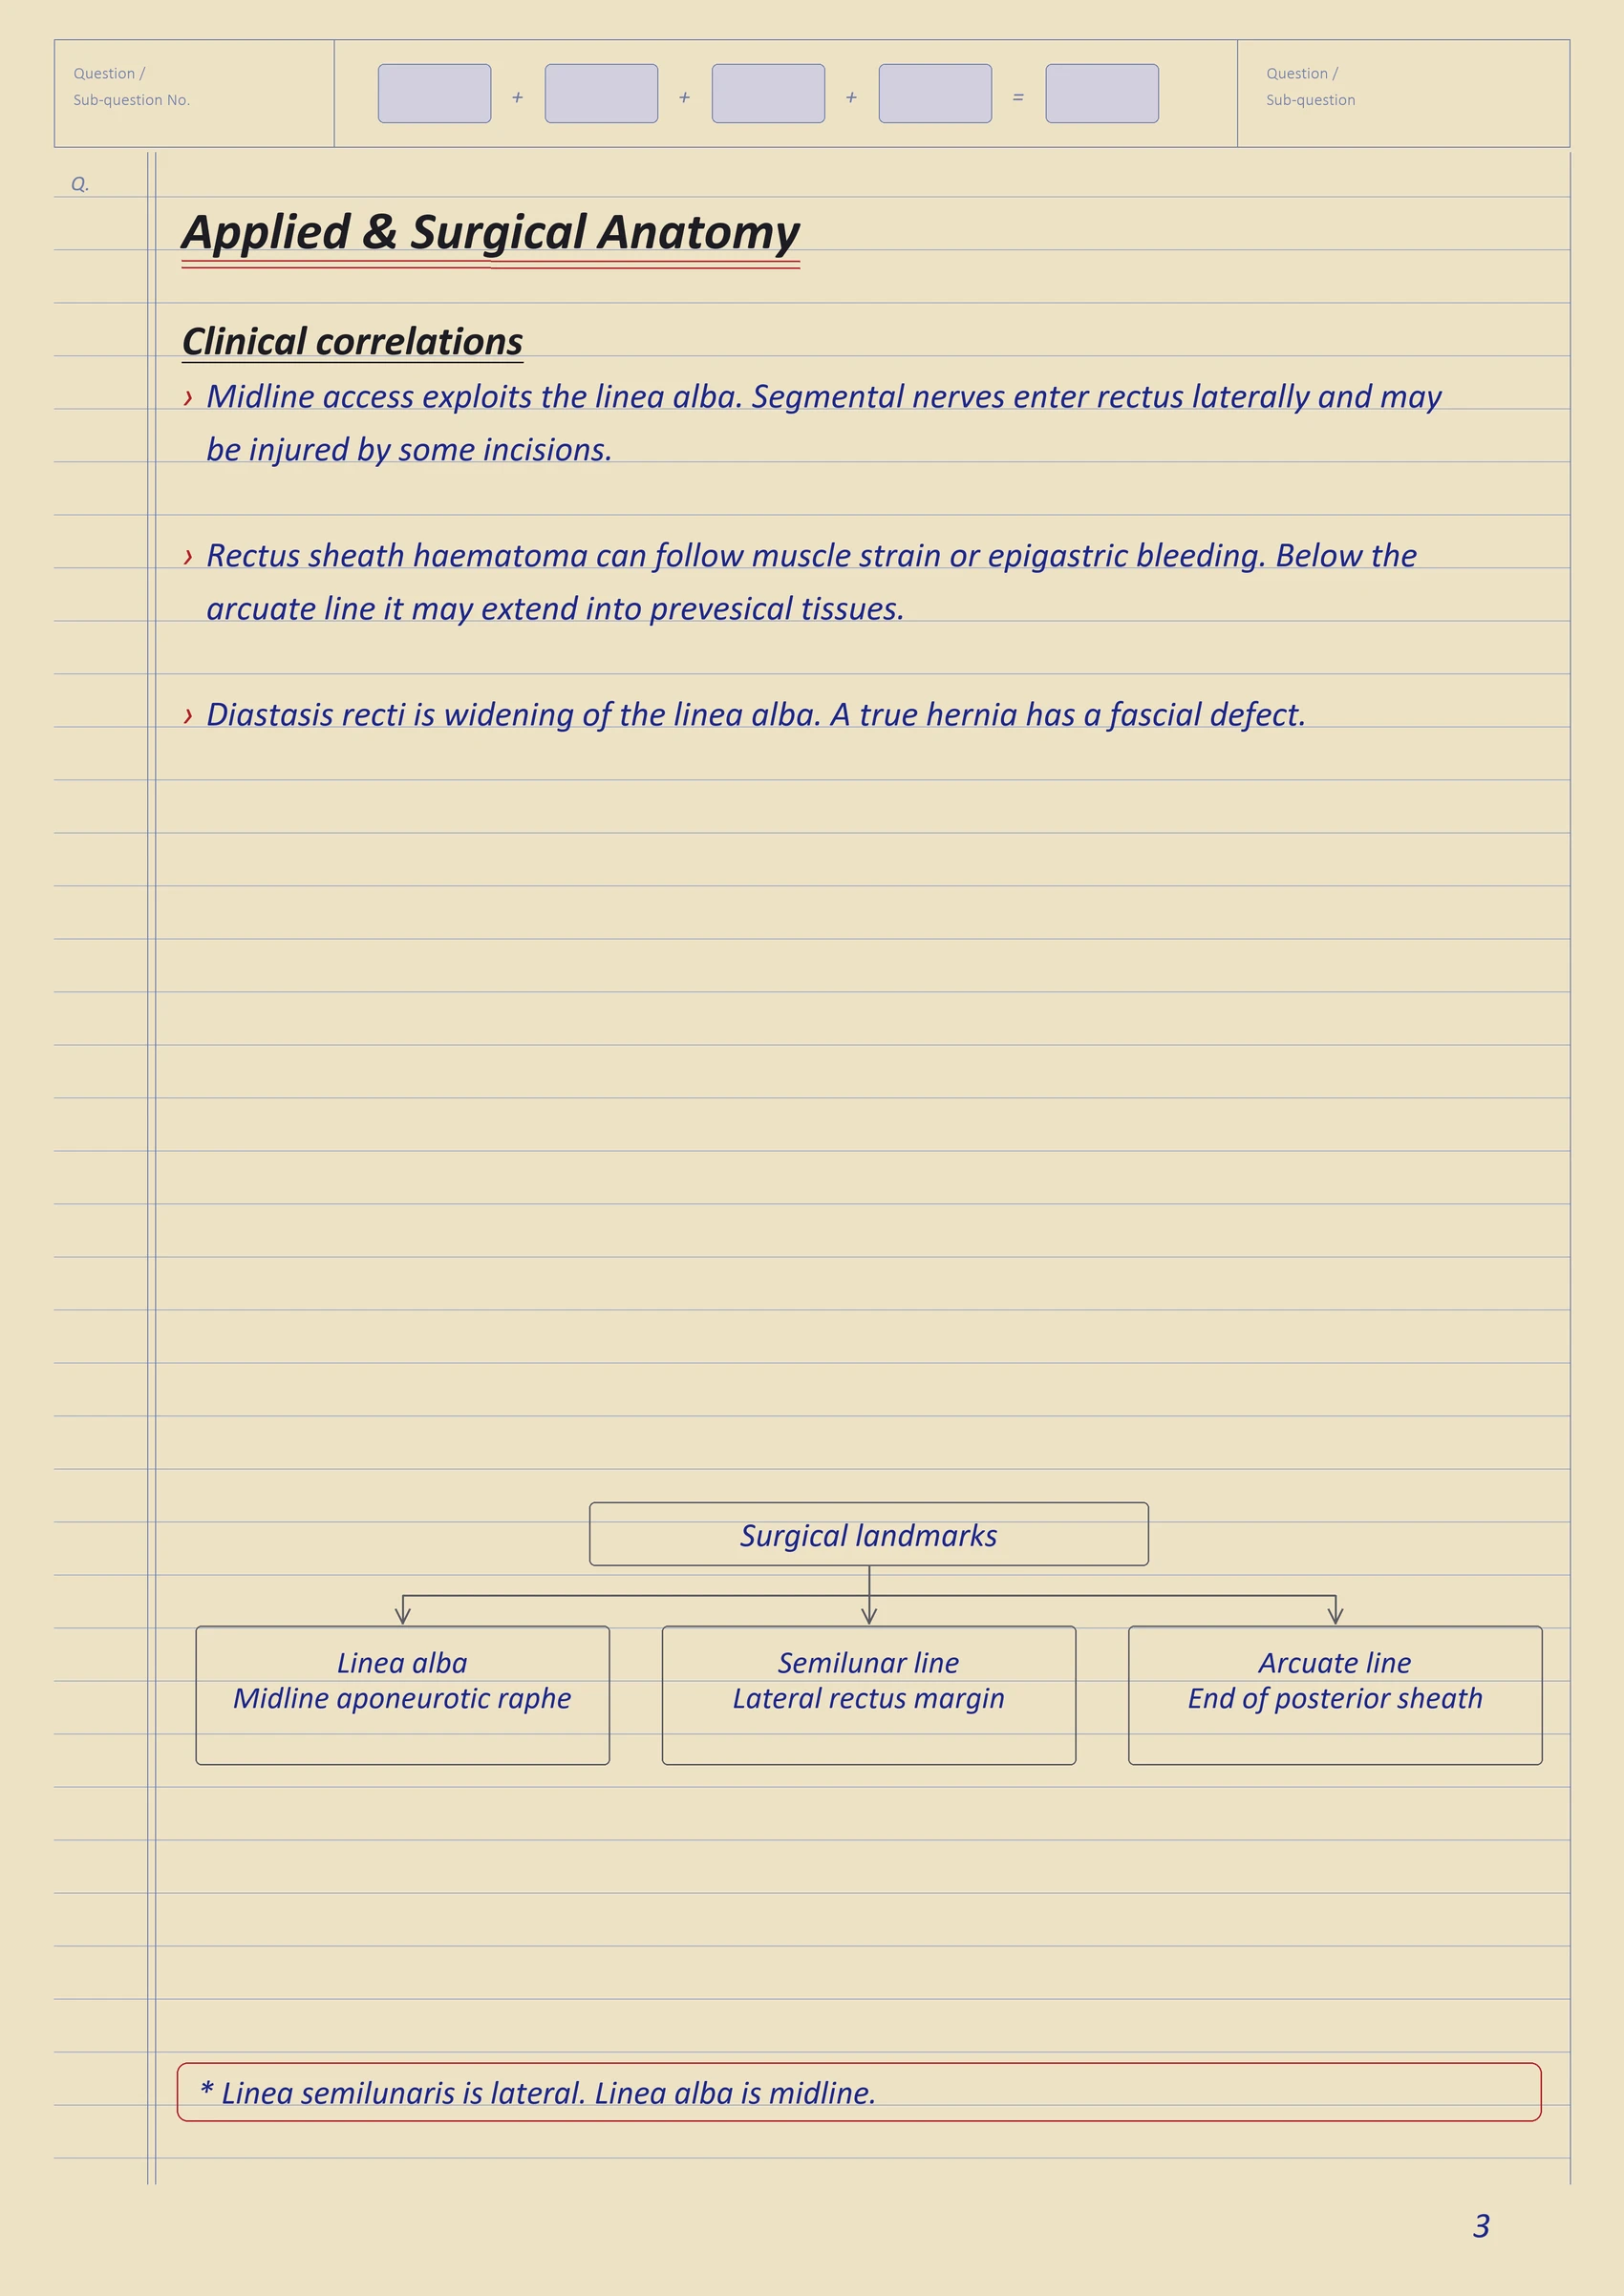 Question /
Sub-question No.
+ + + =
Question /
Sub-question
Q.
Applied & Surgical Anatomy
Clinical correlations
› Midline access exploits the linea alba. Segmental nerves enter rectus laterally and may
be injured by some incisions.
› Rectus sheath haematoma can follow muscle strain or epigastric bleeding. Below the
arcuate line it may extend into prevesical tissues.
› Diastasis recti is widening of the linea alba. A true hernia has a fascial defect.
Surgical landmarks
Linea alba
Midline aponeurotic raphe
Semilunar line
Lateral rectus margin
Arcuate line
End of posterior sheath
* Linea semilunaris is lateral. Linea alba is midline.
3